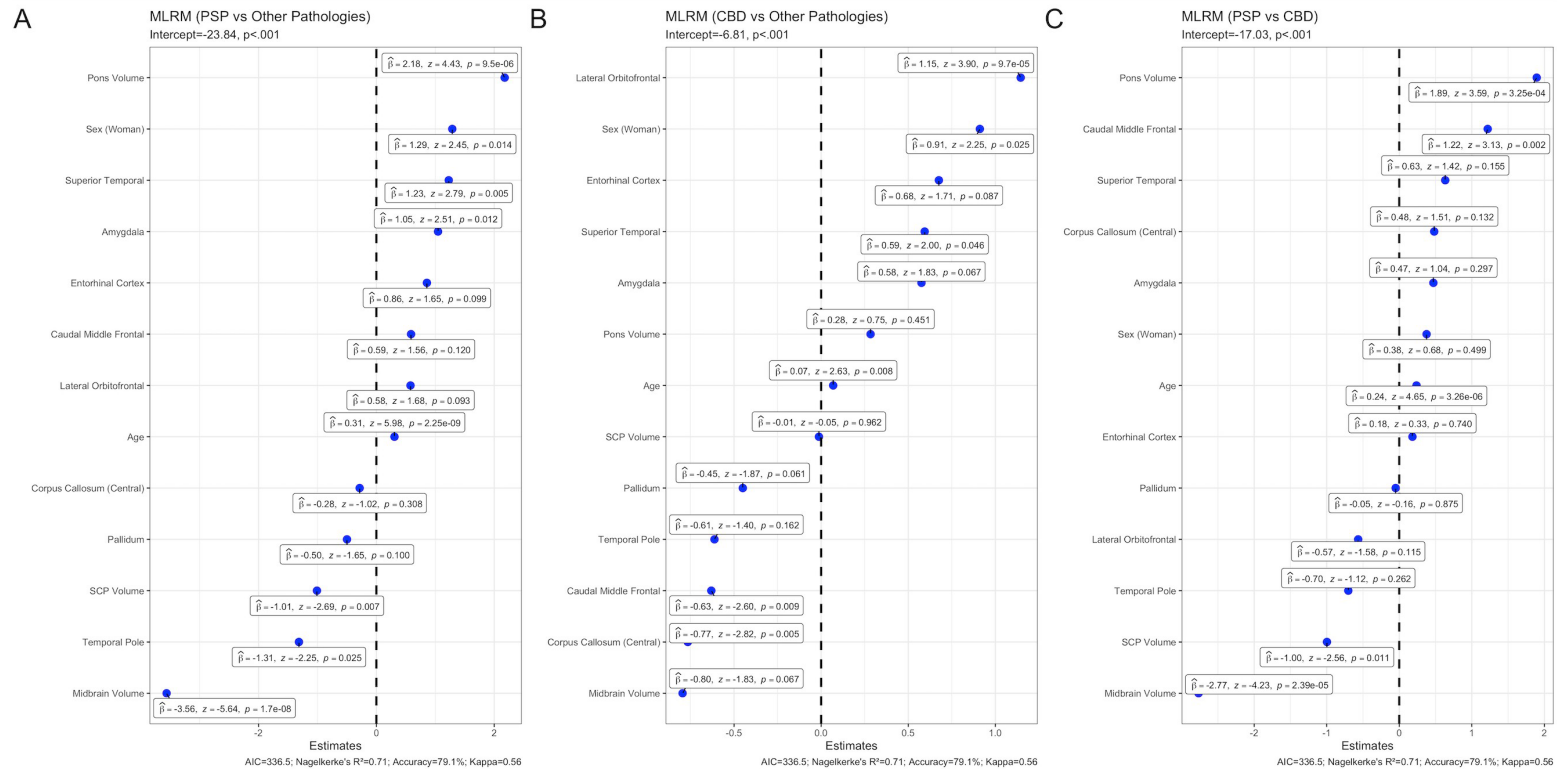 A
MLRM (PSP vs Other Pathologies)
Intercept=-23.84, p<.001
Pons Volume
β̂ = 2.18, z = 4.43, p = 9.5e-06
Sex (Woman)
β̂ = 1.29, z = 2.45, p = 0.014
Superior Temporal
β̂ = 1.23, z = 2.79, p = 0.005
Amygdala
β̂ = 1.05, z = 2.51, p = 0.012
Entorhinal Cortex
β̂ = 0.86, z = 1.65, p = 0.099
Caudal Middle Frontal
β̂ = 0.59, z = 1.56, p = 0.120
Lateral Orbitofrontal
β̂ = 0.58, z = 1.68, p = 0.093
Age
β̂ = 0.31, z = 5.98, p = 2.25e-09
Corpus Callosum (Central)
β̂ = -0.28, z = -1.02, p = 0.308
Pallidum
β̂ = -0.50, z = -1.65, p = 0.100
SCP Volume
β̂ = -1.01, z = -2.69, p = 0.007
Temporal Pole
β̂ = -1.31, z = -2.25, p = 0.025
Midbrain Volume
β̂ = -3.56, z = -5.64, p = 1.7e-08
-2 0 2
Estimates
AIC=336.5; Nagelkerke's R²=0.71; Accuracy=79.1%; Kappa=0.56
B
MLRM (CBD vs Other Pathologies)
Intercept=-6.81, p<.001
Lateral Orbitofrontal
β̂ = 1.15, z = 3.90, p = 9.7e-05
Sex (Woman)
β̂ = 0.91, z = 2.25, p = 0.025
Entorhinal Cortex
β̂ = 0.68, z = 1.71, p = 0.087
Superior Temporal
β̂ = 0.59, z = 2.00, p = 0.046
Amygdala
β̂ = 0.58, z = 1.83, p = 0.067
Pons Volume
β̂ = 0.28, z = 0.75, p = 0.451
Age
β̂ = 0.07, z = 2.63, p = 0.008
SCP Volume
β̂ = -0.01, z = -0.05, p = 0.962
Pallidum
β̂ = -0.45, z = -1.87, p = 0.061
Temporal Pole
β̂ = -0.61, z = -1.40, p = 0.162
Caudal Middle Frontal
β̂ = -0.63, z = -2.60, p = 0.009
Corpus Callosum (Central)
β̂ = -0.77, z = -2.82, p = 0.005
Midbrain Volume
β̂ = -0.80, z = -1.83, p = 0.067
-0.5 0.0 0.5 1.0
Estimates
AIC=336.5; Nagelkerke's R²=0.71; Accuracy=79.1%; Kappa=0.56
C
MLRM (PSP vs CBD)
Intercept=-17.03, p<.001
Pons Volume
β̂ = 1.89, z = 3.59, p = 3.25e-04
Caudal Middle Frontal
β̂ = 1.22, z = 3.13, p = 0.002
Superior Temporal
β̂ = 0.63, z = 1.42, p = 0.155
Corpus Callosum (Central)
β̂ = 0.48, z = 1.51, p = 0.132
Amygdala
β̂ = 0.47, z = 1.04, p = 0.297
Sex (Woman)
β̂ = 0.38, z = 0.68, p = 0.499
Age
β̂ = 0.24, z = 4.65, p = 3.26e-06
Entorhinal Cortex
β̂ = 0.18, z = 0.33, p = 0.740
Pallidum
β̂ = -0.05, z = -0.16, p = 0.875
Lateral Orbitofrontal
β̂ = -0.57, z = -1.58, p = 0.115
Temporal Pole
β̂ = -0.70, z = -1.12, p = 0.262
SCP Volume
β̂ = -1.00, z = -2.56, p = 0.011
Midbrain Volume
β̂ = -2.77, z = -4.23, p = 2.39e-05
-2 -1 0 1 2
Estimates
AIC=336.5; Nagelkerke's R²=0.71; Accuracy=79.1%; Kappa=0.56